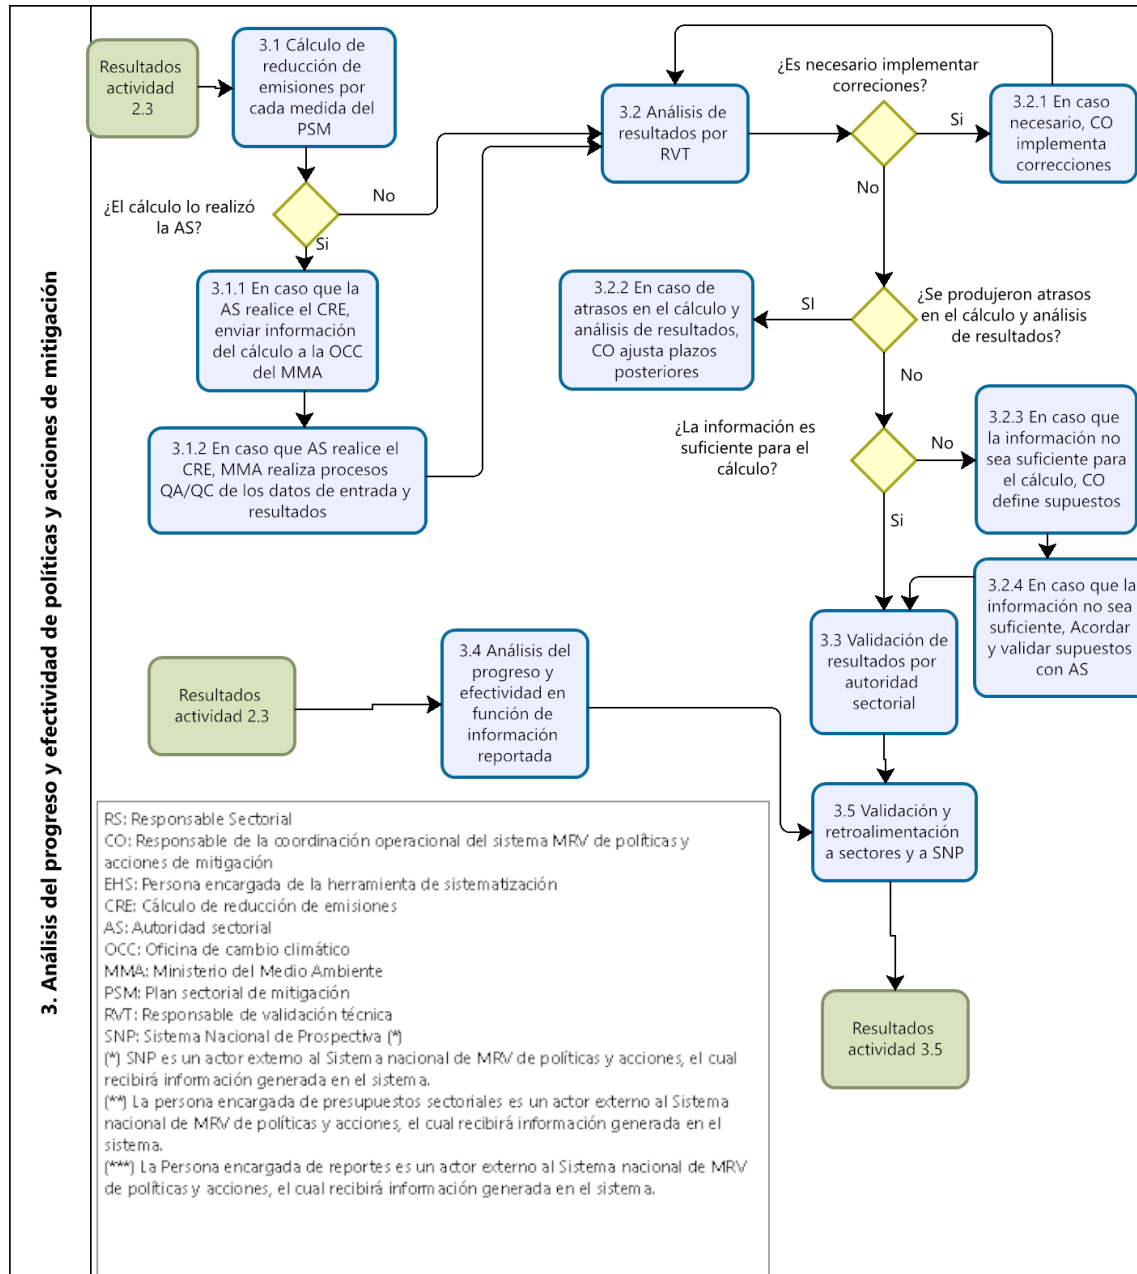 3. Análisis del progreso y efectividad de políticas y acciones de mitigación
Resultados
actividad
2.3
3.1 Cálculo de
reducción de
emisiones por
cada medida del
PSM
¿El cálculo lo realizó
la AS?
No
Si
3.1.1 En caso que la
AS realice el CRE,
enviar información
del cálculo a la OCC
del MMA
3.1.2 En caso que AS realice el
CRE, MMA realiza procesos
QA/QC de los datos de entrada y
resultados
3.2 Análisis de
resultados por
RVT
¿Es necesario implementar
correciones?
Si
3.2.1 En caso
necesario, CO
implementa
correcciones
No
¿Se produjeron atrasos
en el cálculo y análisis
de resultados?
SI
3.2.2 En caso de
atrasos en el cálculo y
análisis de resultados,
CO ajusta plazos
posteriores
No
¿La información es
suficiente para el
cálculo?
No
3.2.3 En caso que
la información no
sea suficiente para
el cálculo, CO
define supuestos
Si
3.2.4 En caso que la
información no sea
suficiente, Acordar
y validar supuestos
con AS
3.3 Validación de
resultados por
autoridad
sectorial
Resultados
actividad 2.3
3.4 Análisis del
progreso y
efectividad en
función de
información
reportada
3.5 Validación y
retroalimentación
a sectores y a SNP
Resultados
actividad 3.5
RS: Responsable Sectorial
CO: Responsable de la coordinación operacional del sistema MRV de políticas y
acciones de mitigación
EHS: Persona encargada de la herramienta de sistematización
CRE: Cálculo de reducción de emisiones
AS: Autoridad sectorial
OCC: Oficina de cambio climático
MMA: Ministerio del Medio Ambiente
PSM: Plan sectorial de mitigación
RVT: Responsable de validación técnica
SNP: Sistema Nacional de Prospectiva (*)
(*) SNP es un actor externo al Sistema nacional de MRV de políticas y acciones, el cual
recibirá información generada en el sistema.
(**) La persona encargada de presupuestos sectoriales es un actor externo al Sistema
nacional de MRV de políticas y acciones, el cual recibirá información generada en el
sistema.
(***) La Persona encargada de reportes es un actor externo al Sistema nacional de MRV
de políticas y acciones, el cual recibirá información generada en el sistema.